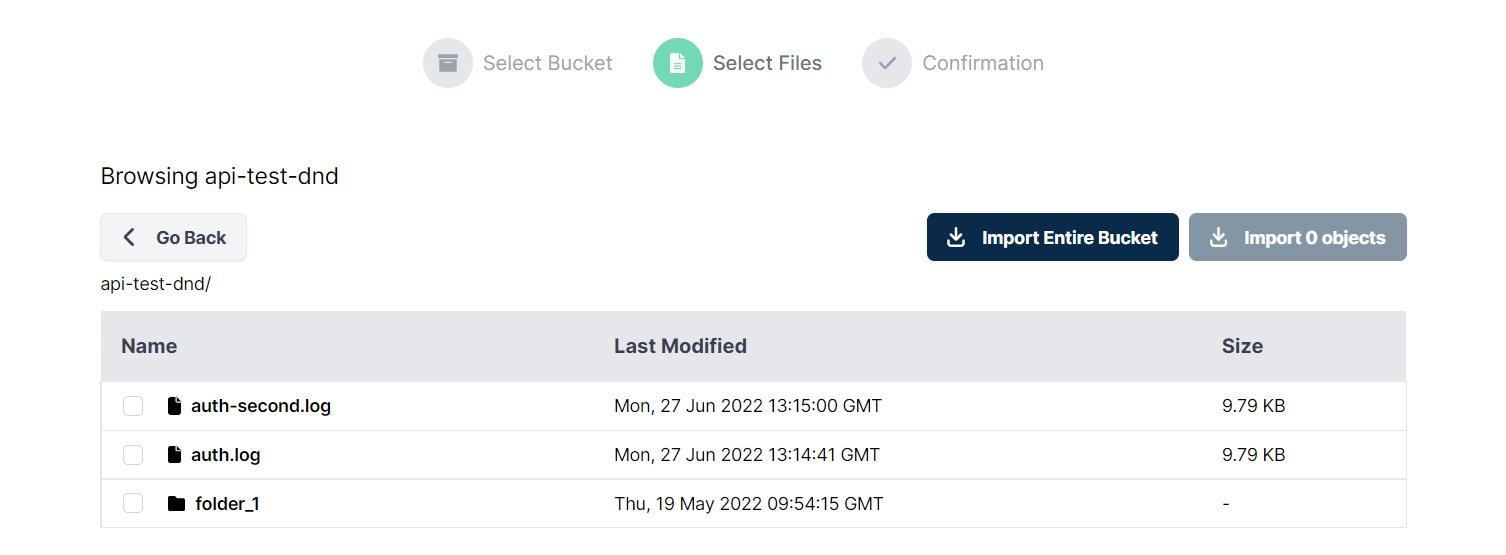 Select Bucket Select Files Confirmation
Browsing api-test-dnd
Go Back Import Entire Bucket Import 0 objects
api-test-dnd/
Name Last Modified Size
auth-second.log Mon, 27 Jun 2022 13:15:00 GMT 9.79 KB
auth.log Mon, 27 Jun 2022 13:14:41 GMT 9.79 KB
folder_1 Thu, 19 May 2022 09:54:15 GMT -